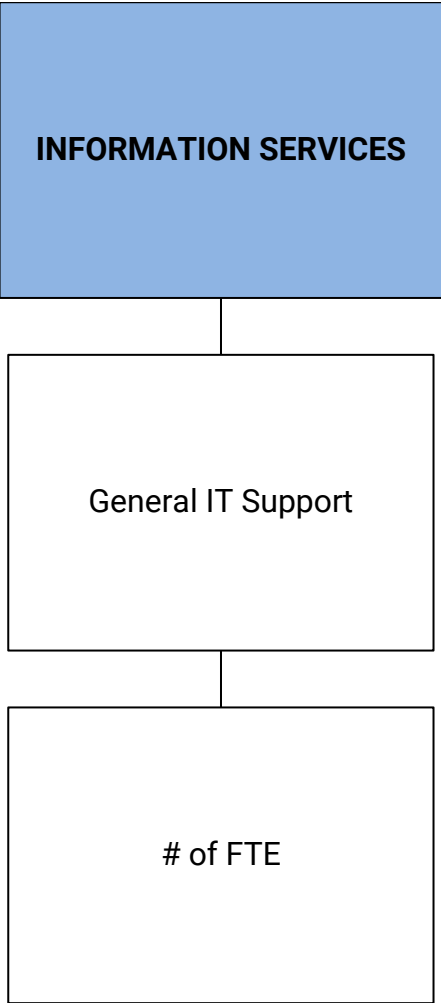 INFORMATION SERVICES
General IT Support
# of FTE